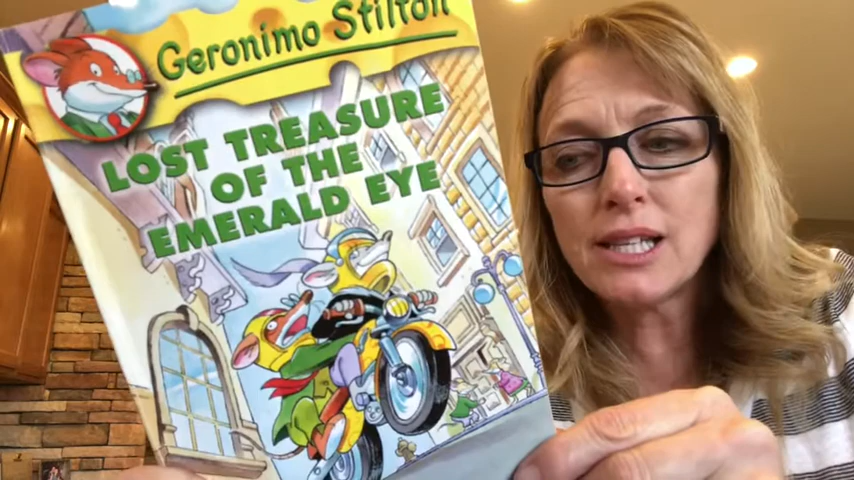 Geronimo Stilton
LOST TREASURE
OF THE
EMERALD EYE